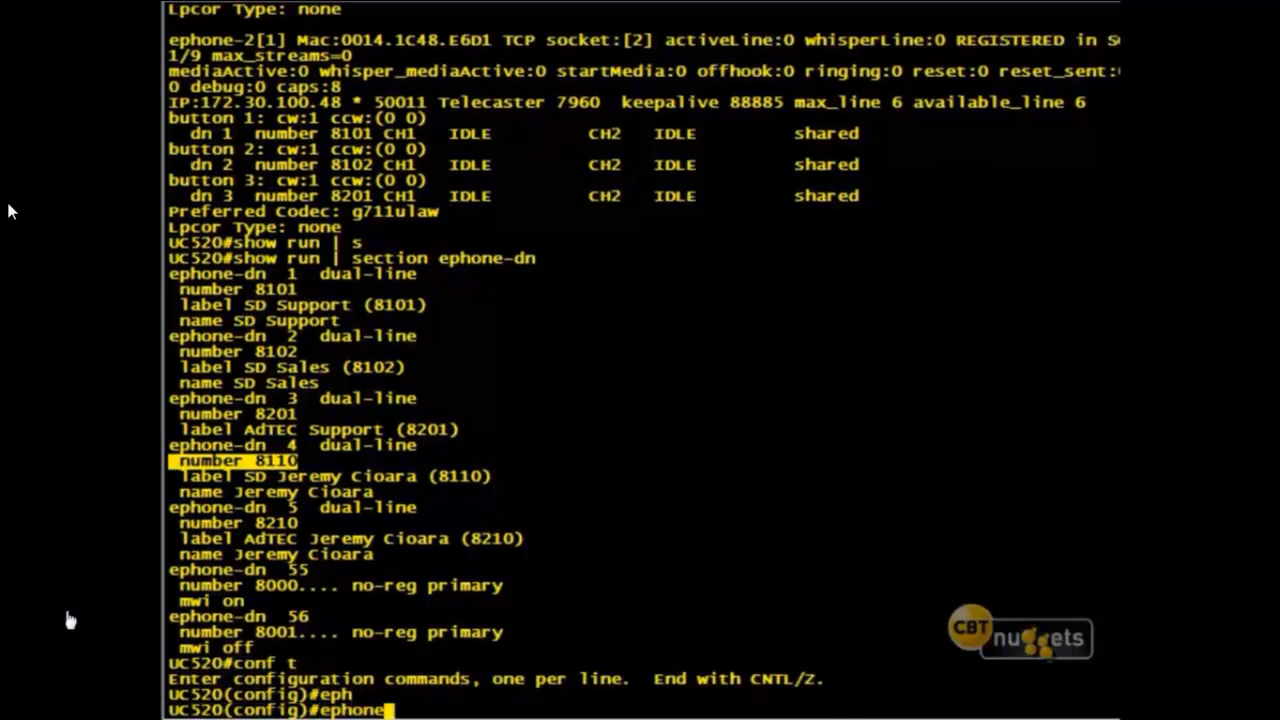 Lpcor Type: none
ephone-2[1] Mac:0014.1C48.E6D1 TCP socket:[2] activeLine:0 whisperLine:0 REGISTERED in
1/9 max_streams=0
mediaActive:0 whisper_mediaActive:0 startMedia:0 offhook:0 ringing:0 reset:0 reset_sent:
0 debug:0 caps:8
IP:172.30.100.48 * 50011 Telecaster 7960 keepalive 88885 max_line 6 available_line 6
button 1: cw:1 ccw:(0 0)
dn 1 number 8101 CH1 IDLE CH2 IDLE shared
button 2: cw:1 ccw:(0 0)
dn 2 number 8102 CH1 IDLE CH2 IDLE shared
button 3: cw:1 ccw:(0 0)
dn 3 number 8201 CH1 IDLE CH2 IDLE shared
Preferred Codec: g711ulaw
Lpcor Type: none
UC520#show run | s
UC520#show run | section ephone-dn
ephone-dn 1 dual-line
number 8101
label SD Support (8101)
name SD Support
ephone-dn 2 dual-line
number 8102
label SD Sales (8102)
name SD Sales
ephone-dn 3 dual-line
number 8201
label AdTEC Support (8201)
ephone-dn 4 dual-line
number 8110
label SD Jeremy Cioara (8110)
name Jeremy Cioara
ephone-dn 5 dual-line
number 8210
label AdTEC Jeremy Cioara (8210)
name Jeremy Cioara
ephone-dn 55
number 8000.... no-reg primary
mwi on
ephone-dn 56
number 8001.... no-reg primary
mwi off
UC520#conf t
Enter configuration commands, one per line. End with CNTL/Z.
UC520(config)#eph
UC520(config)#ephone
CBT nuggets